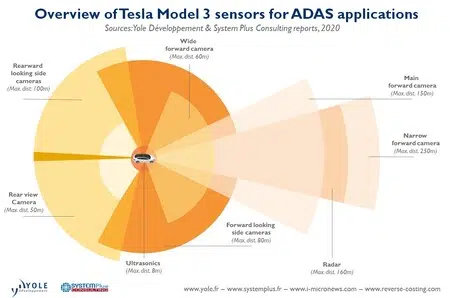 Overview of Tesla Model 3 sensors for ADAS applications
Sources:Yole Développement & System Plus Consulting reports, 2020
Wide
forward camera
(Max. dist. 60m)
Rearward
looking side
cameras
(Max. dist. 100m)
Main
forward camera
(Max. dist. 150m)
Narrow
forward camera
(Max. dist. 250m)
Rear view
Camera
(Max. dist. 50m)
Forward looking
side cameras
(Max. dist. 80m)
Ultrasonics
(Max. dist. 8m)
Radar
(Max. dist. 160m)
YOLE
Développement
SYSTEMPlus
www.yole.fr – www.systemplus.fr – www.i-micronews.com – www.reverse-costing.com